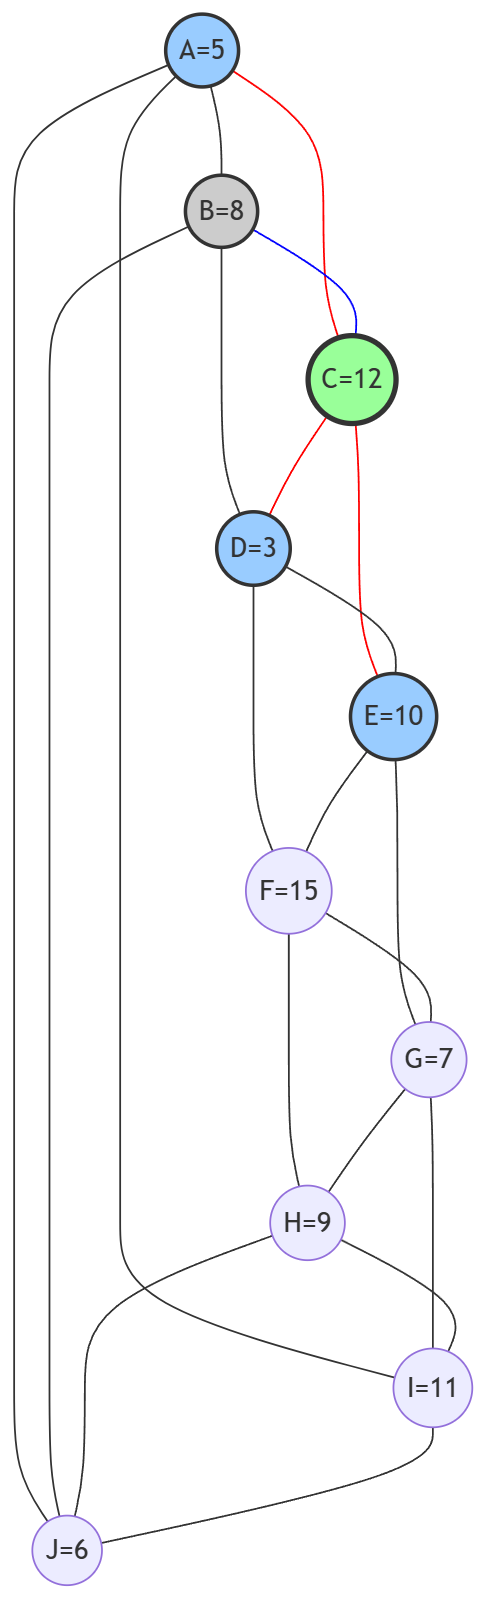 A=5
B=8
C=12
D=3
E=10
F=15
G=7
H=9
I=11
J=6